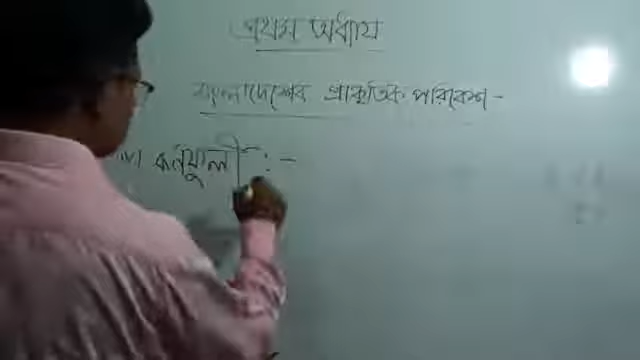 প্রথম অধ্যায়
বাংলাদেশের প্রাকৃতিক পরিবেশ -
কর্ণফুলী : -